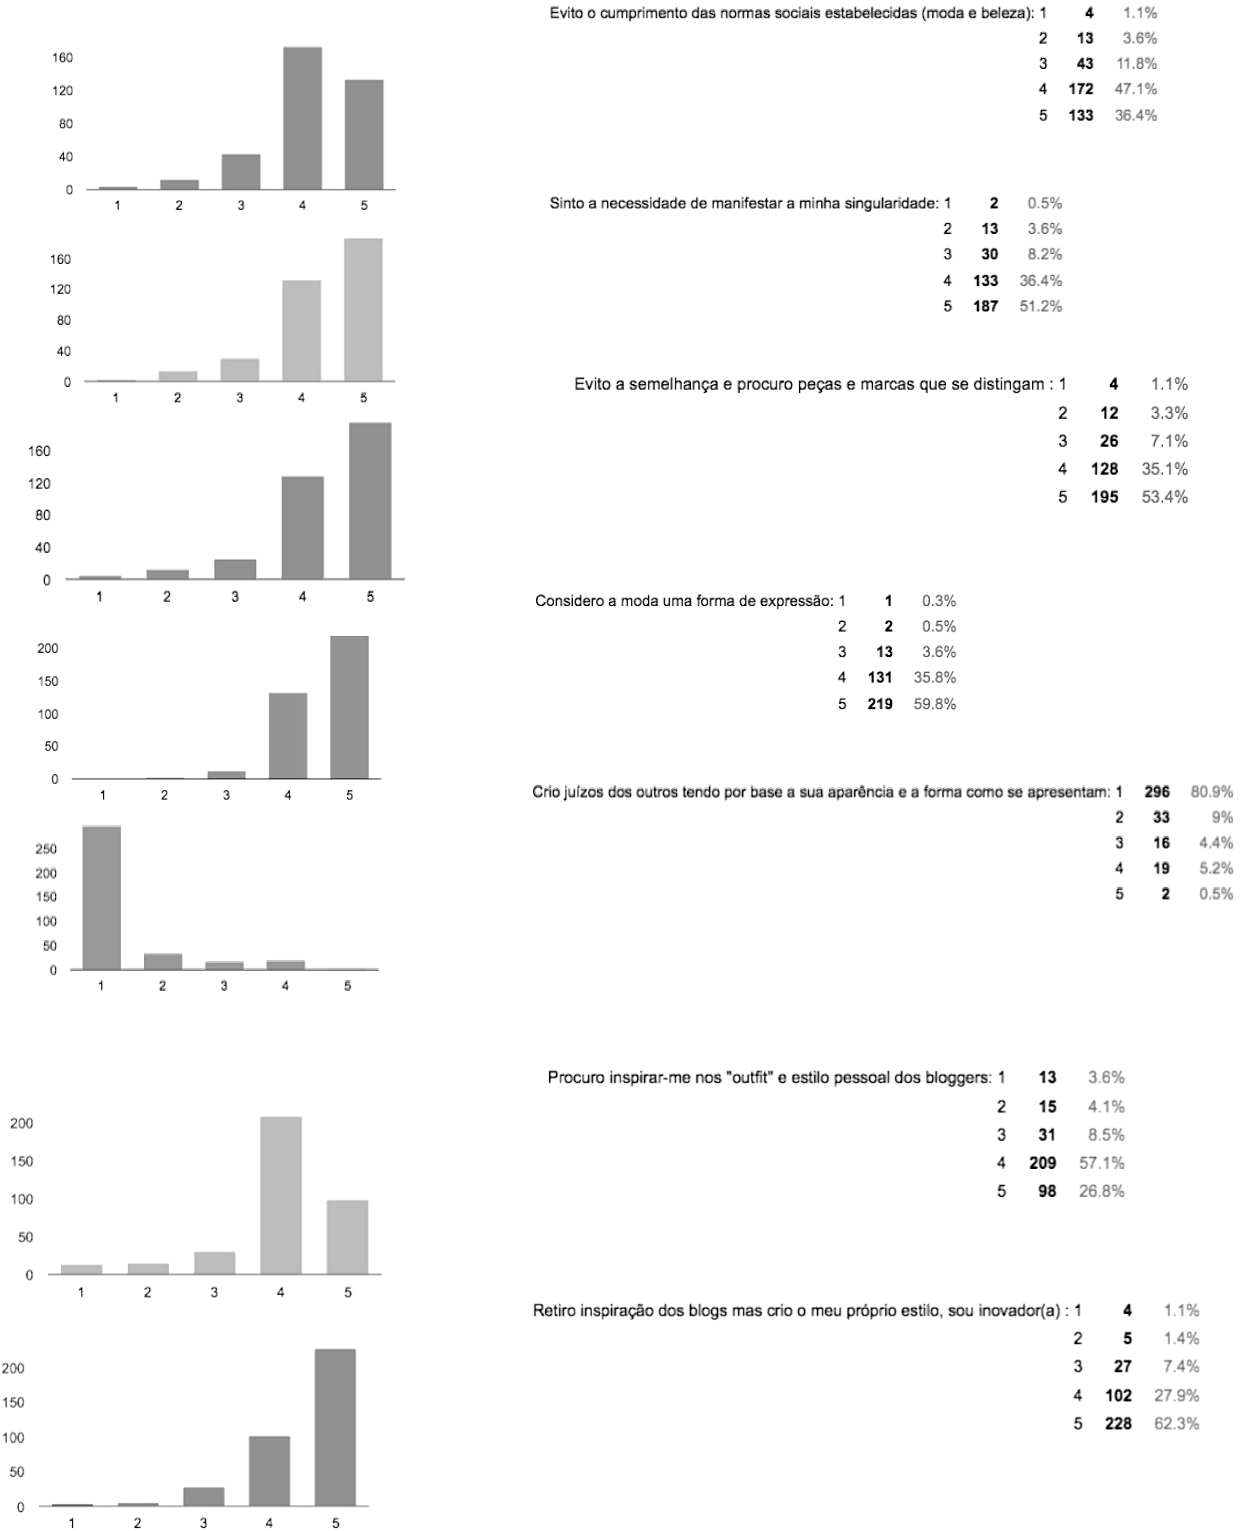 Evito o cumprimento das normas sociais estabelecidas (moda e beleza): 1 4 1.1%
2 13 3.6%
3 43 11.8%
4 172 47.1%
5 133 36.4%
160
120
80
40
0
1 2 3 4 5
Sinto a necessidade de manifestar a minha singularidade: 1 2 0.5%
2 13 3.6%
3 30 8.2%
4 133 36.4%
5 187 51.2%
160
120
80
40
0
1 2 3 4 5
Evito a semelhança e procuro peças e marcas que se distingam : 1 4 1.1%
2 12 3.3%
3 26 7.1%
4 128 35.1%
5 195 53.4%
160
120
80
40
0
1 2 3 4 5
Considero a moda uma forma de expressão: 1 1 0.3%
2 2 0.5%
3 13 3.6%
4 131 35.8%
5 219 59.8%
200
150
100
50
0
1 2 3 4 5
Crio juízos dos outros tendo por base a sua aparência e a forma como se apresentam: 1 296 80.9%
2 33 9%
3 16 4.4%
4 19 5.2%
5 2 0.5%
250
200
150
100
50
0
1 2 3 4 5
Procuro inspirar-me nos "outfit" e estilo pessoal dos bloggers: 1 13 3.6%
2 15 4.1%
3 31 8.5%
4 209 57.1%
5 98 26.8%
200
150
100
50
0
1 2 3 4 5
Retiro inspiração dos blogs mas crio o meu próprio estilo, sou inovador(a) : 1 4 1.1%
2 5 1.4%
3 27 7.4%
4 102 27.9%
5 228 62.3%
200
150
100
50
0
1 2 3 4 5